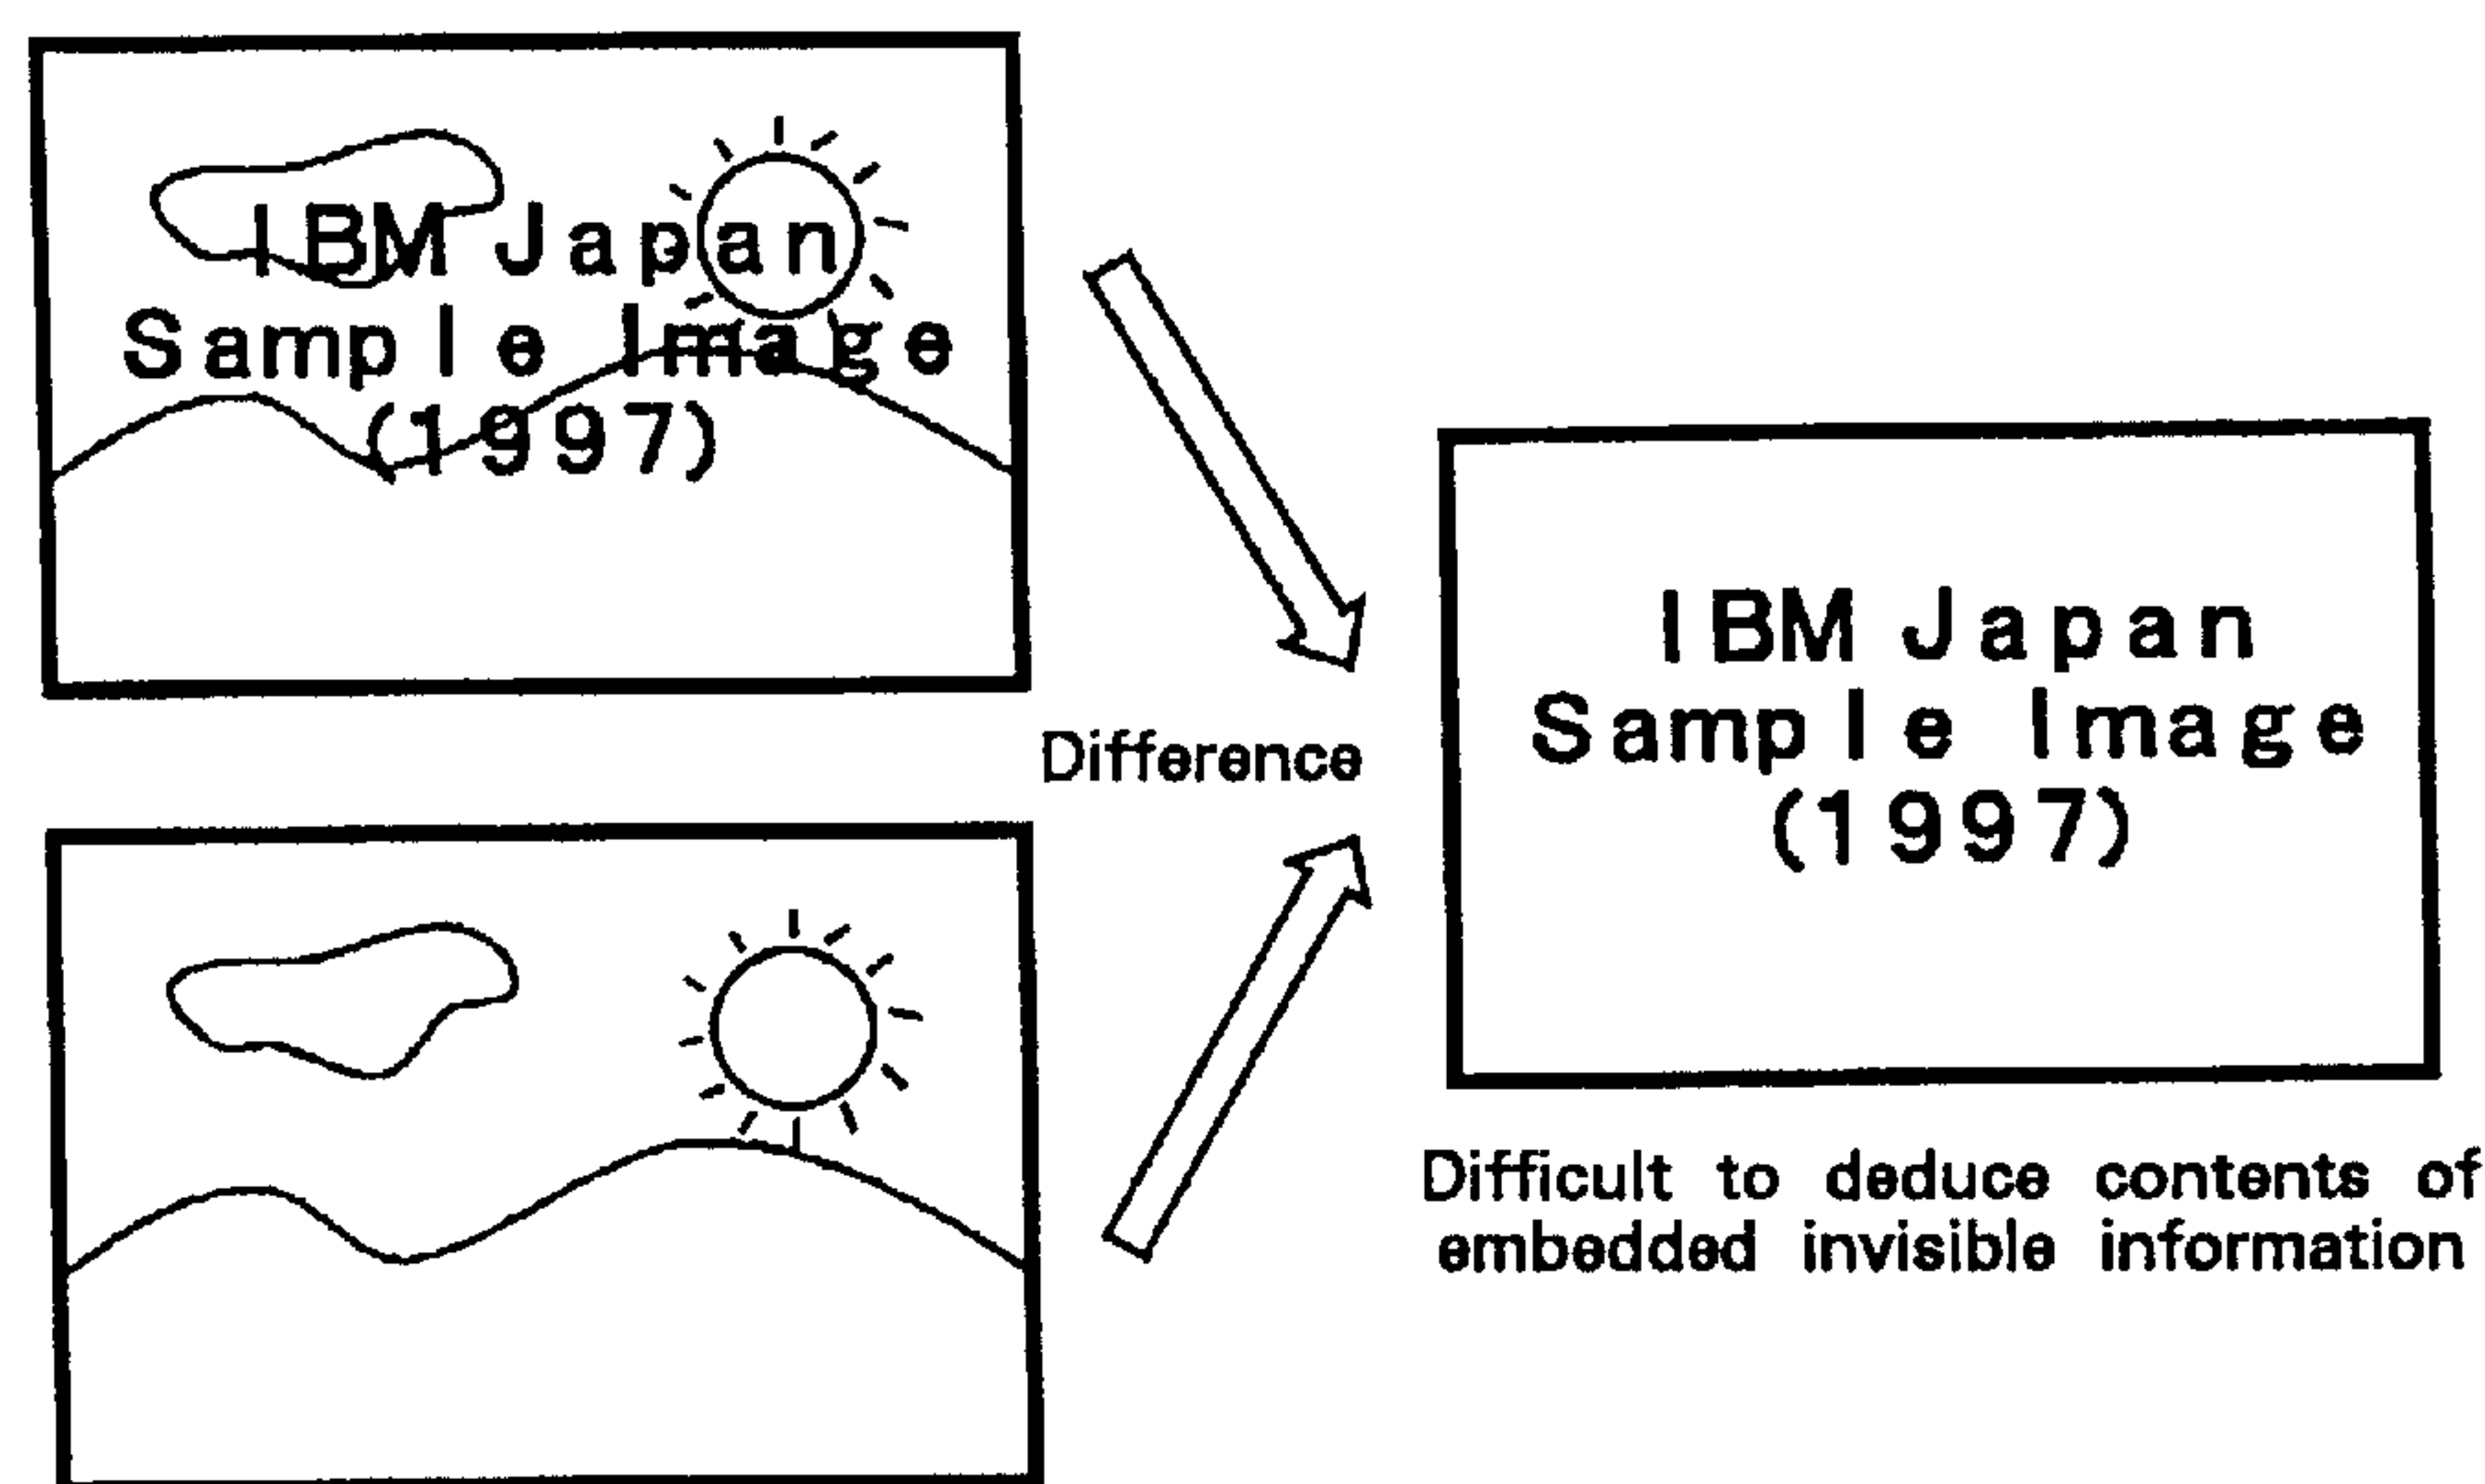 IBM Japan
Sample Image
(1997)
Difference
IBM Japan
Sample Image
(1997)
Difficult to deduce contents of
embedded invisible information